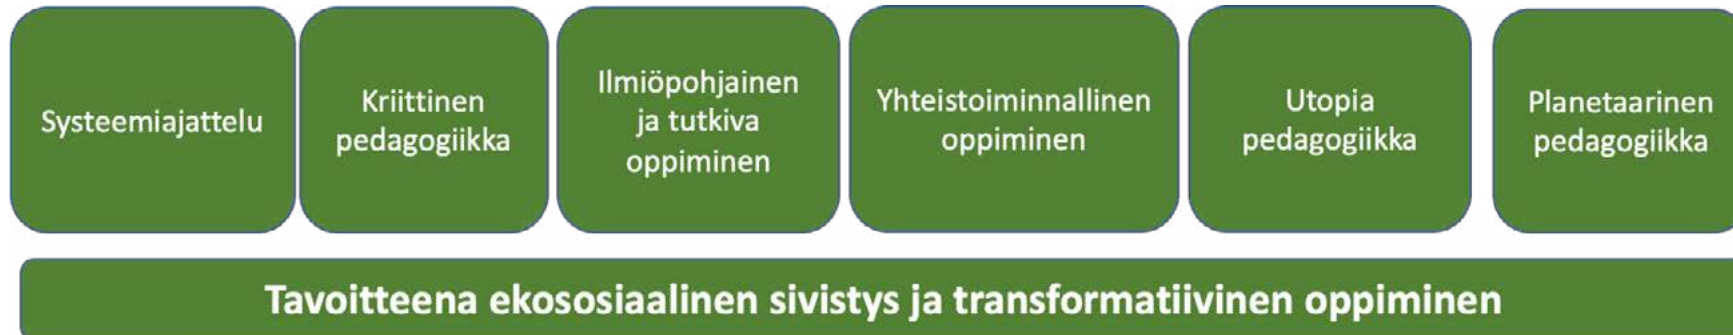 Systeemiajattelu
Kriittinen
pedagogiikka
Ilmiöpohjainen
ja tutkiva
oppiminen
Yhteistoiminnallinen
oppiminen
Utopia
pedagogiikka
Planetaarinen
pedagogiikka
Tavoitteena ekososiaalinen sivistys ja transformatiivinen oppiminen